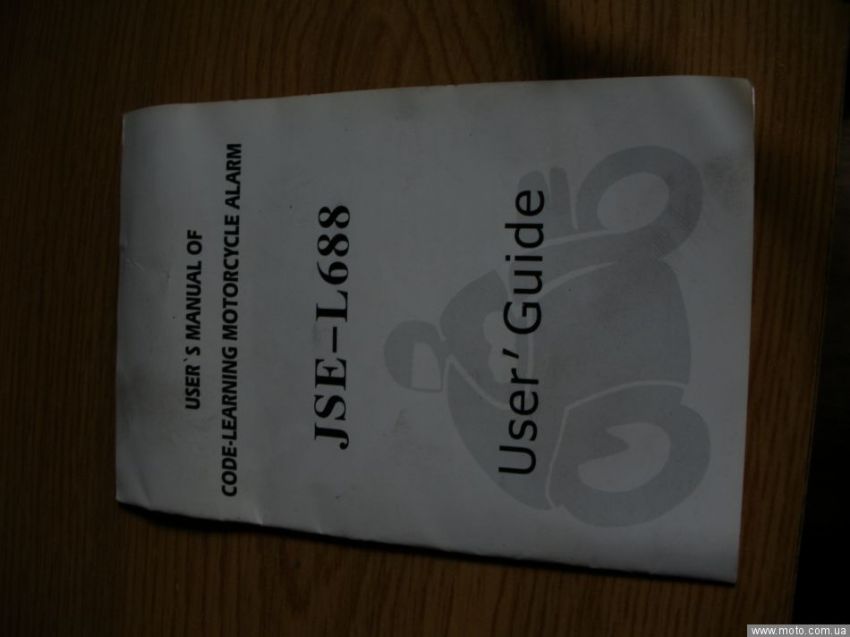 USER`S MANUAL OF
CODE-LEARNING MOTORCYCLE ALARM
JSE-L688
User' Guide
www.moto.com.ua